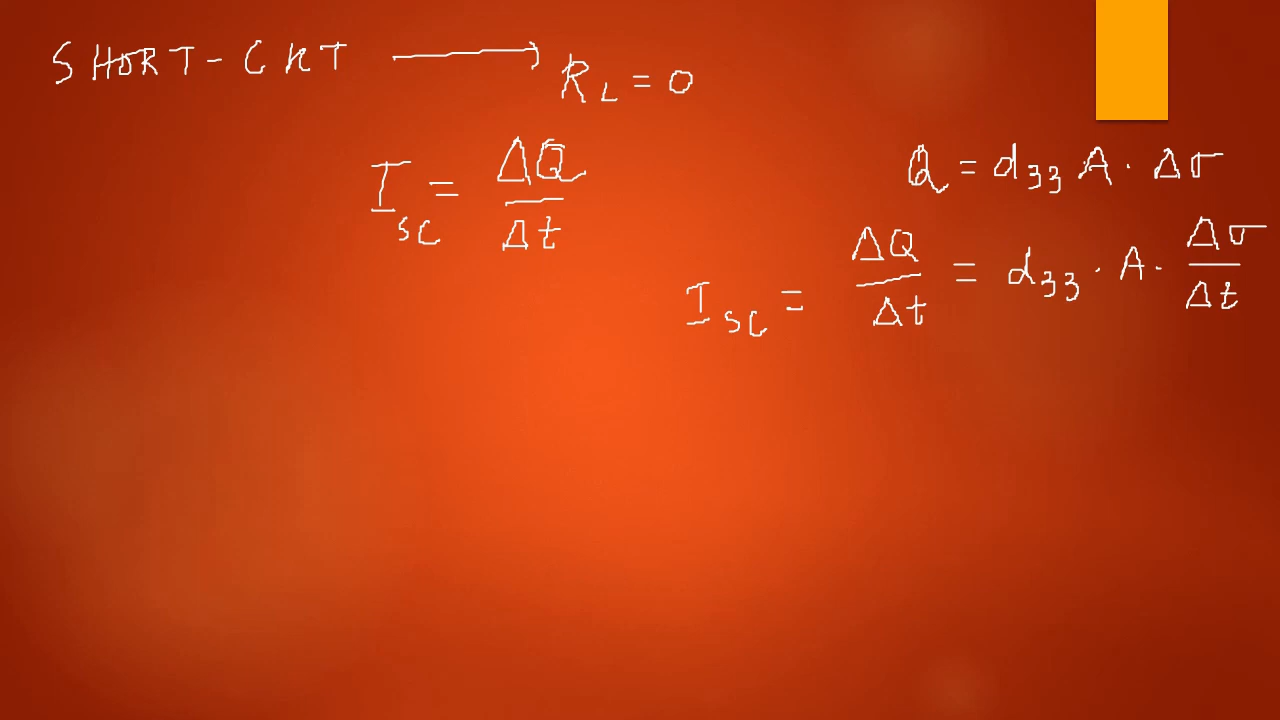 SHORT-CKT ⟶ R_L = 0
I_SC = ΔQ/Δt
Q = d_33 A · Δσ
I_SC = ΔQ/Δt = d_33 · A · Δσ/Δt